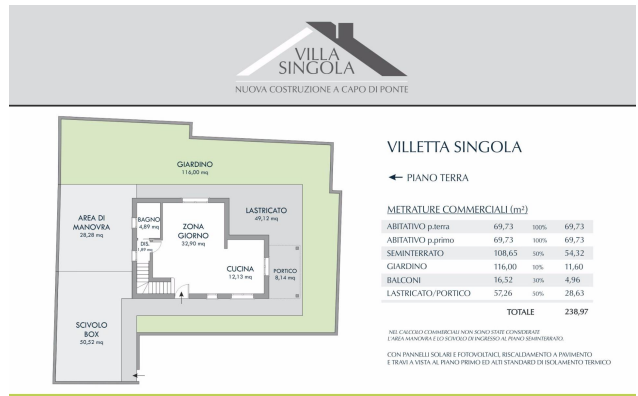 VILLA
SINGOLA
NUOVA COSTRUZIONE A CAPO DI PONTE
VILLETTA SINGOLA
PIANO TERRA
METRATURE COMMERCIALI (m²)
ABITATIVO p.terra 69,73 100% 69,73
ABITATIVO p.primo 69,73 100% 69,73
SEMINTERRATO 108,65 50% 54,32
GIARDINO 116,00 10% 11,60
BALCONI 16,52 30% 4,96
LASTRICATO/PORTICO 57,26 50% 28,63
TOTALE 238,97
NEL CALCOLO COMMERCIALI NON SONO STATE CONSIDERATE
L'AREA MANOVRA E LO SCIVOLO DI INGRESSO AL PIANO SEMINTERRATO.
CON PANNELLI SOLARI E FOTOVOLTAICI, RISCALDAMENTO A PAVIMENTO
E TRAVI A VISTA AL PIANO PRIMO ED ALTI STANDARD DI ISOLAMENTO TERMICO
GIARDINO
116,00 mq
AREA DI
MANOVRA
28,28 mq
BAGNO
4,89 mq
ZONA
GIORNO
32,90 mq
LASTRICATO
49,12 mq
DIS.
1,89 mq
CUCINA
12,13 mq
PORTICO
8,14 mq
SCIVOLO
BOX
50,52 mq